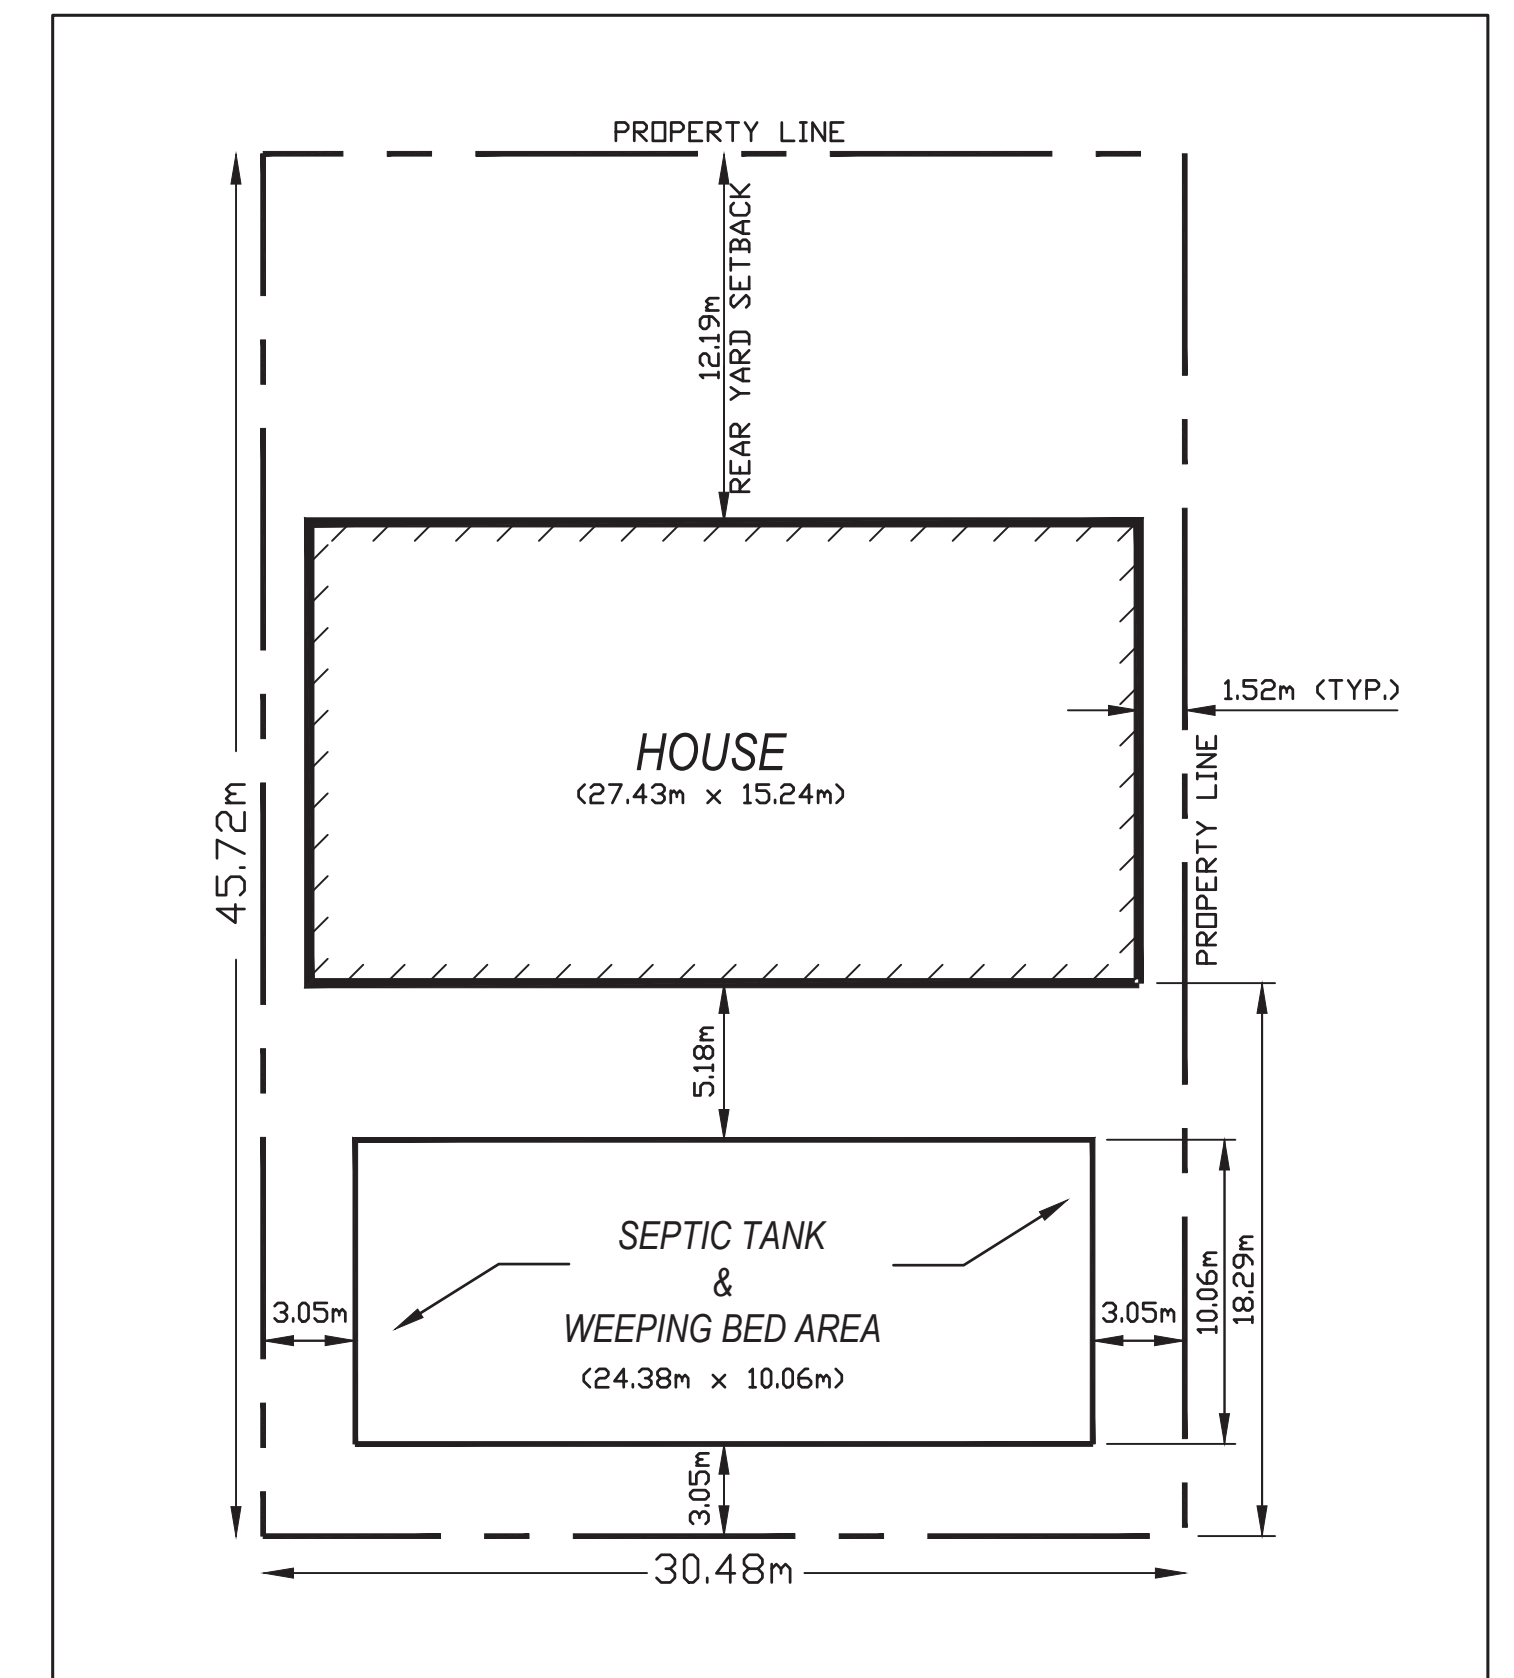 PROPERTY LINE
12.19m
REAR YARD SETBACK
1.52m (TYP.)
HOUSE
(27.43m x 15.24m)
PROPERTY LINE
45.72m
5.18m
SEPTIC TANK
&
WEEPING BED AREA
(24.38m x 10.06m)
3.05m
3.05m
10.06m
18.29m
3.05m
30.48m